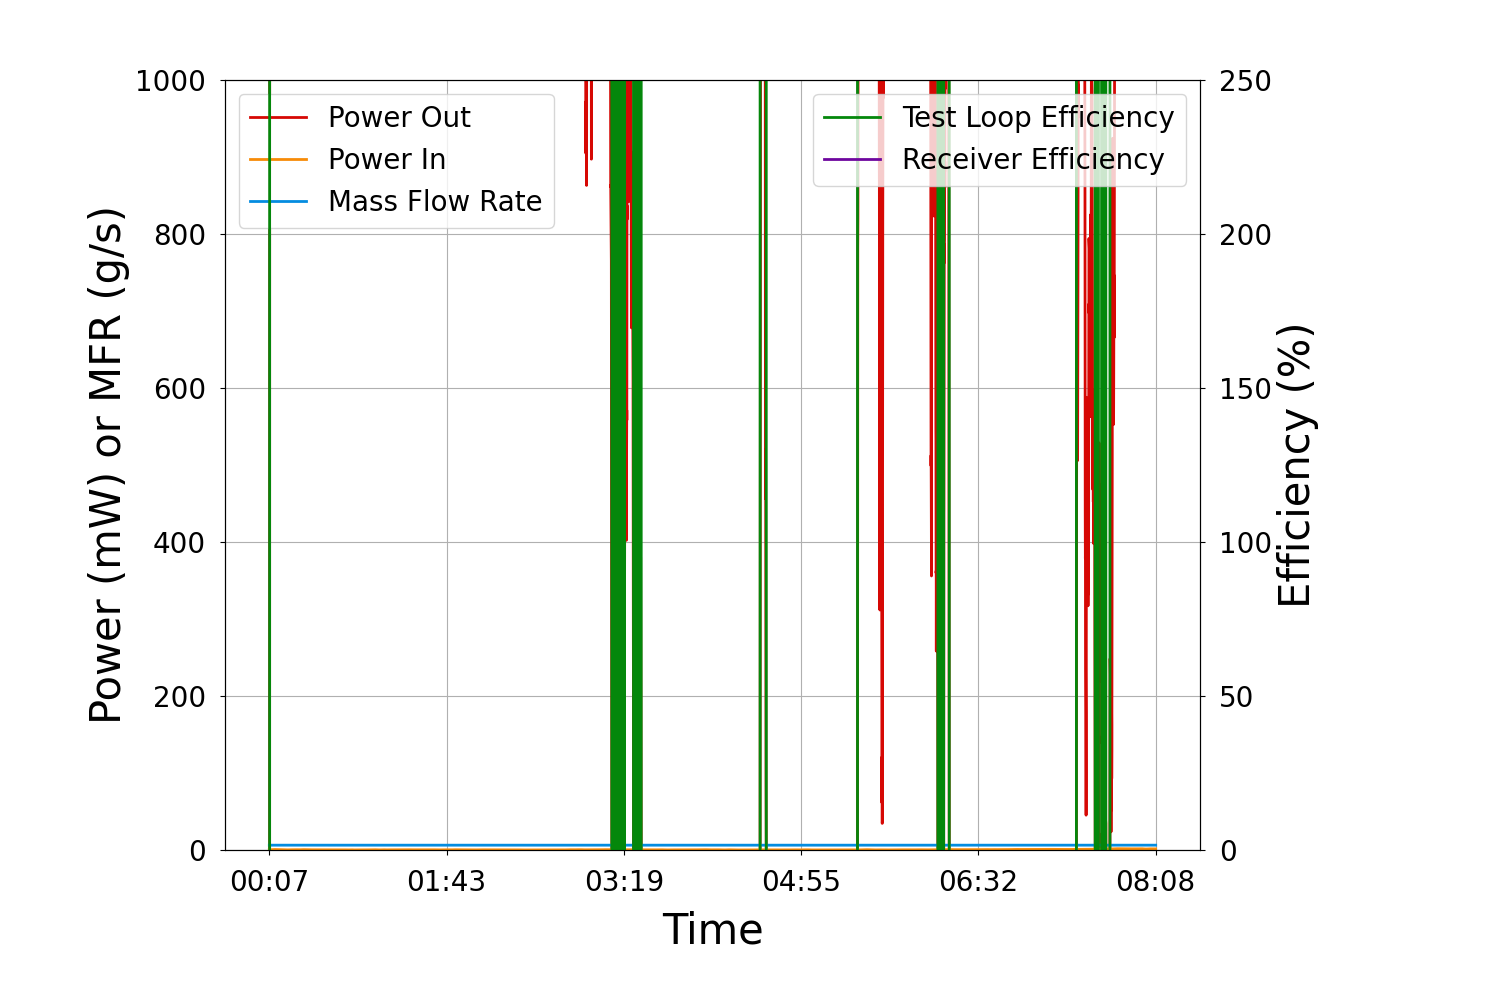 1000
800
600
400
200
0
Power (mW) or MFR (g/s)
Power Out
Power In
Mass Flow Rate
Test Loop Efficiency
Receiver Efficiency
250
200
150
100
50
0
Efficiency (%)
00:07 01:43 03:19 04:55 06:32 08:08
Time